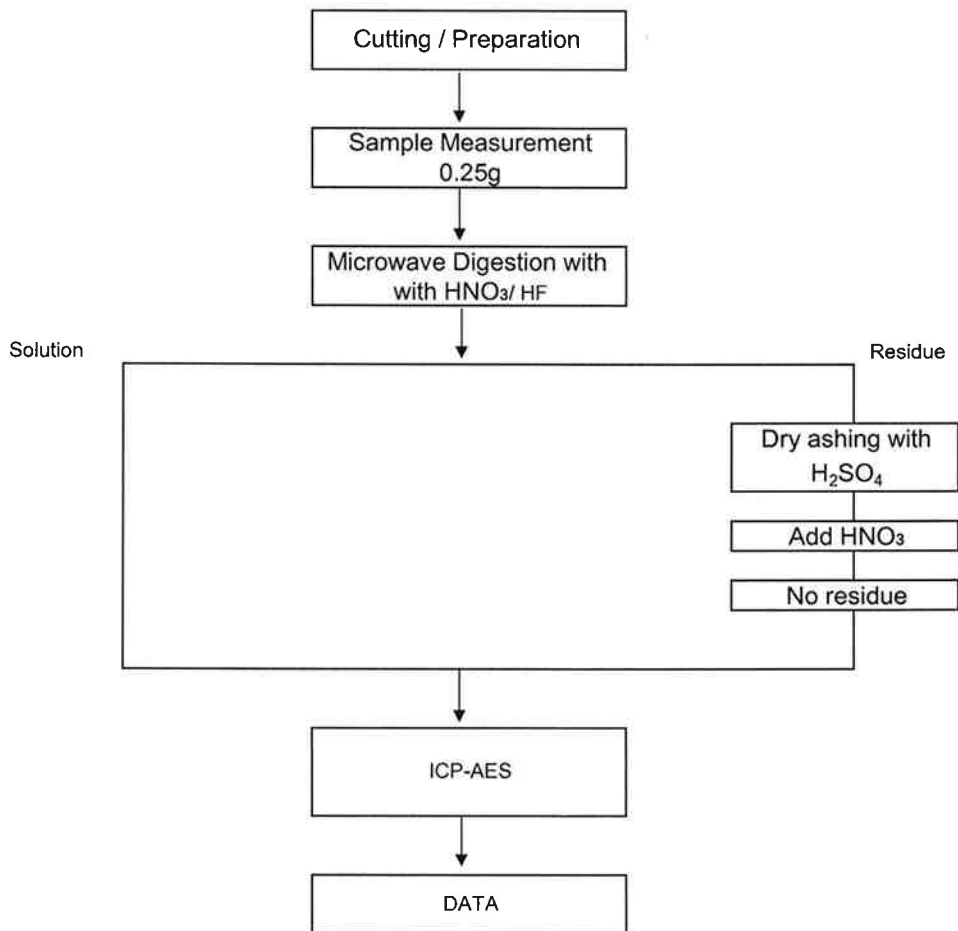 Cutting / Preparation
Sample Measurement
0.25g
Microwave Digestion with
with HNO₃/ HF
Solution
Residue
Dry ashing with
H₂SO₄
Add HNO₃
No residue
ICP-AES
DATA